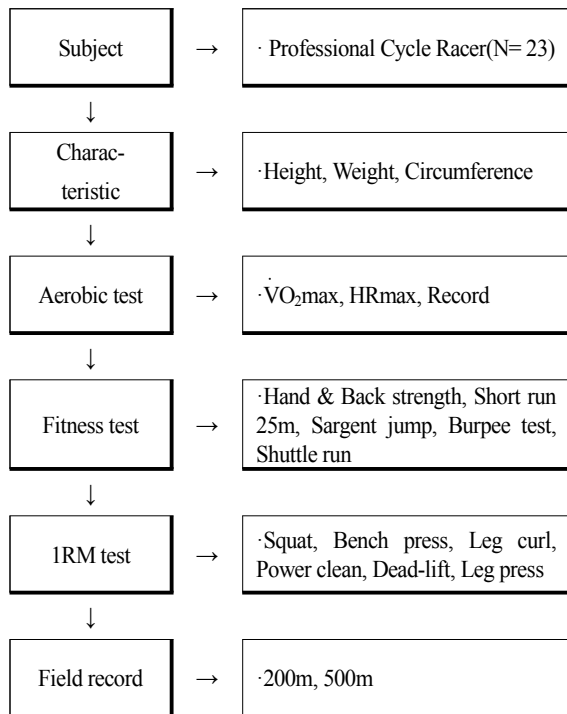 Subject → · Professional Cycle Racer(N= 23)
↓
Charac-
teristic → ·Height, Weight, Circumference
↓
Aerobic test → ·V̇O₂max, HRmax, Record
↓
Fitness test → ·Hand & Back strength, Short run
25m, Sargent jump, Burpee test,
Shuttle run
↓
1RM test → ·Squat, Bench press, Leg curl,
Power clean, Dead-lift, Leg press
↓
Field record → ·200m, 500m